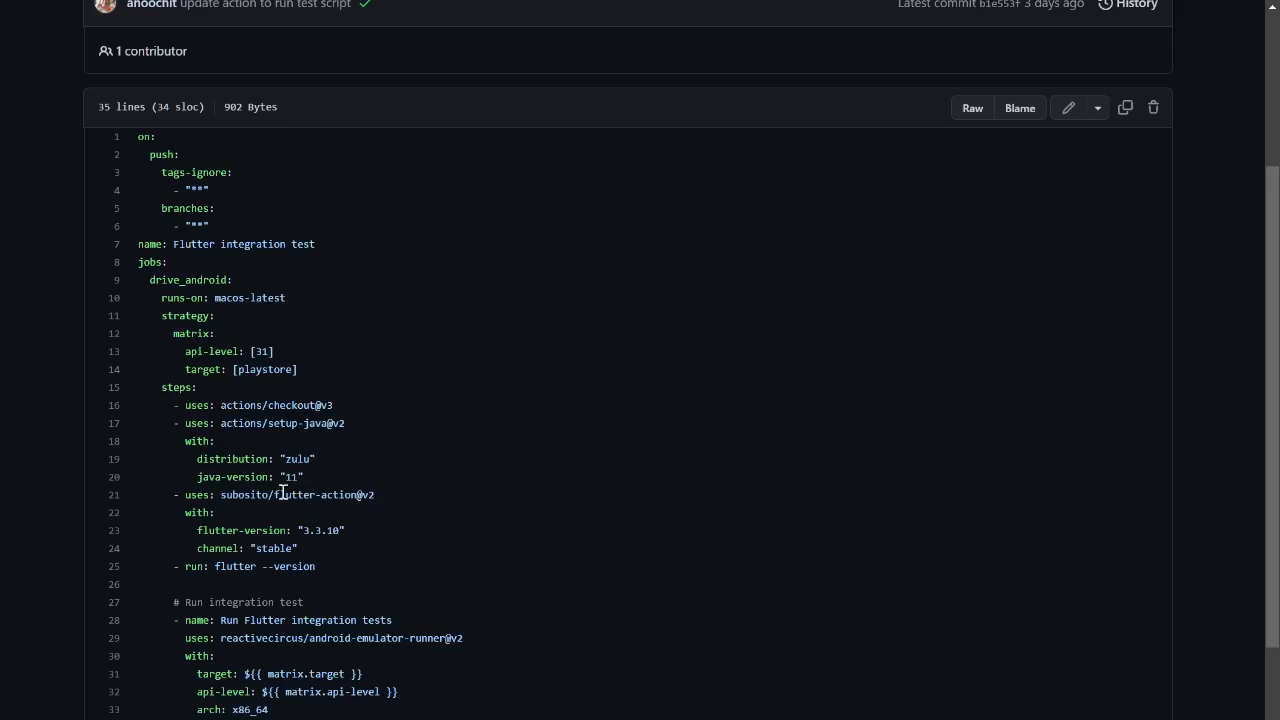 anoochit update action to run test script
Latest commit b1e553f 3 days ago History
1 contributor
35 lines (34 sloc) 902 Bytes
Raw Blame
1 on:
2 push:
3 tags-ignore:
4 - "**"
5 branches:
6 - "**"
7 name: Flutter integration test
8 jobs:
9 drive_android:
10 runs-on: macos-latest
11 strategy:
12 matrix:
13 api-level: [31]
14 target: [playstore]
15 steps:
16 - uses: actions/checkout@v3
17 - uses: actions/setup-java@v2
18 with:
19 distribution: "zulu"
20 java-version: "11"
21 - uses: subosito/flutter-action@v2
22 with:
23 flutter-version: "3.3.10"
24 channel: "stable"
25 - run: flutter --version
26
27 # Run integration test
28 - name: Run Flutter integration tests
29 uses: reactivecircus/android-emulator-runner@v2
30 with:
31 target: ${{ matrix.target }}
32 api-level: ${{ matrix.api-level }}
33 arch: x86_64